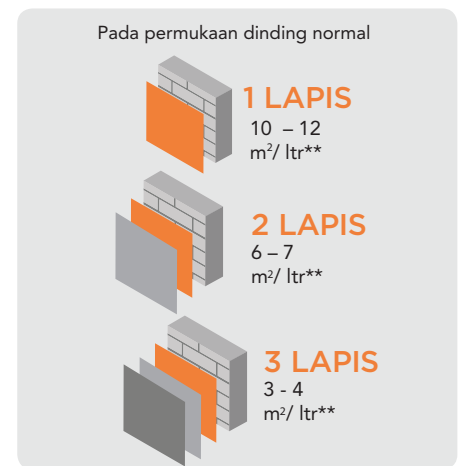 Pada permukaan dinding normal
1 LAPIS
10 – 12
m²/ ltr**
2 LAPIS
6 – 7
m²/ ltr**
3 LAPIS
3 - 4
m²/ ltr**